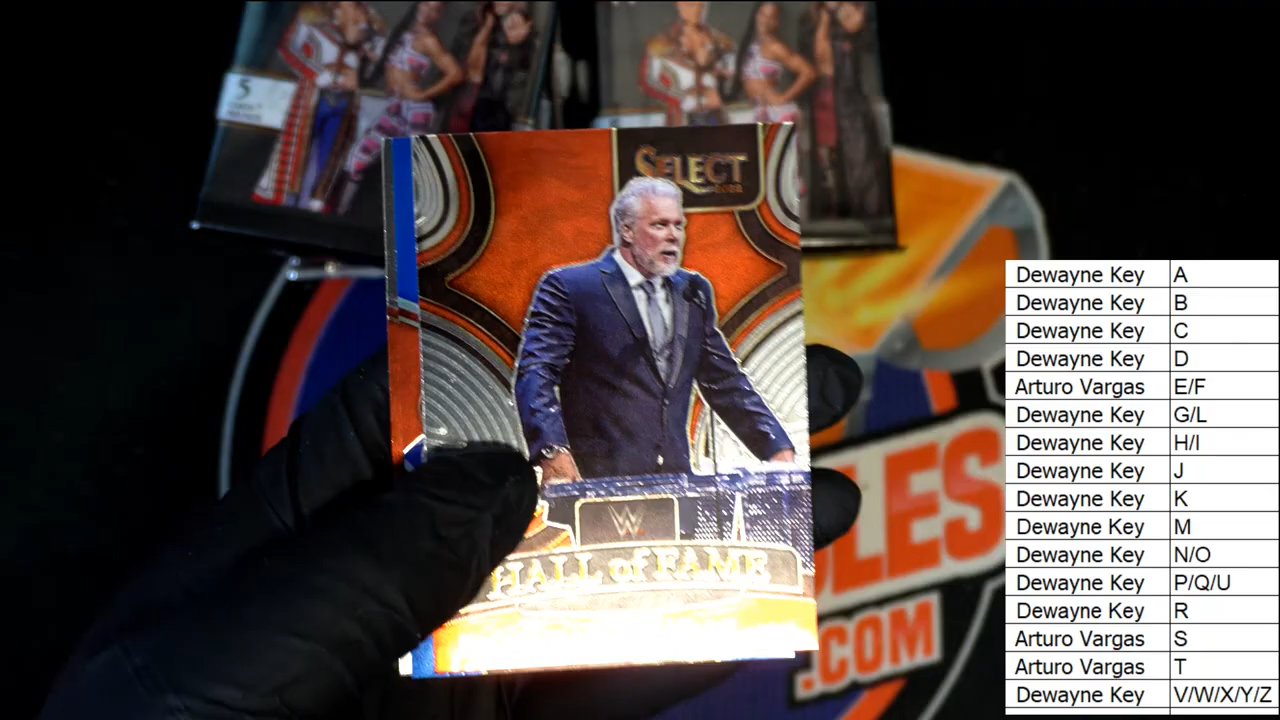 5
SELECT
2022
W
HALL of FAME
LES
.COM
Dewayne Key A
Dewayne Key B
Dewayne Key C
Dewayne Key D
Arturo Vargas E/F
Dewayne Key G/L
Dewayne Key H/I
Dewayne Key J
Dewayne Key K
Dewayne Key M
Dewayne Key N/O
Dewayne Key P/Q/U
Dewayne Key R
Arturo Vargas S
Arturo Vargas T
Dewayne Key V/W/X/Y/Z